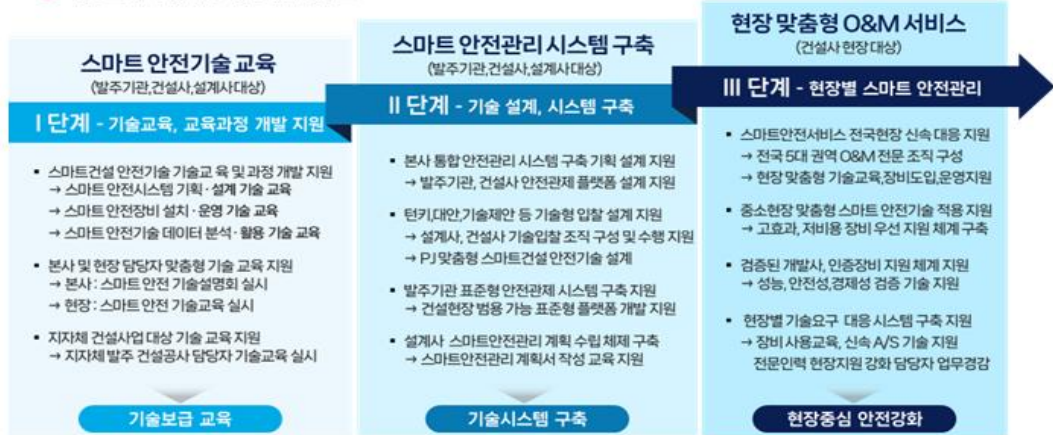 스마트 안전기술 교육
(발주기관,건설사,설계사 대상)
I 단계 - 기술교육, 교육과정 개발 지원
▪ 스마트건설 안전기술 기술교 육 및 과정 개발 지원
→ 스마트 안전시스템 기획·설계 기술 교육
→ 스마트 안전장비 설치·운영 기술 교육
→ 스마트 안전기술 데이터 분석·활용 기술 교육
▪ 본사 및 현장 담당자 맞춤형 기술 교육 지원
→ 본사 : 스마트 안전 기술설명회 실시
→ 현장 : 스마트 안전 기술교육 실시
▪ 지자체 건설사업 대상 기술 교육 지원
→ 지자체 발주 건설공사 담당자 기술교육 실시
기술보급 교육
스마트 안전관리 시스템 구축
(발주기관,건설사,설계사 대상)
II 단계 - 기술 설계, 시스템 구축
▪ 본사 통합 안전관리 시스템 구축 기획 설계 지원
→ 발주기관, 건설사 안전관제 플랫폼 설계 지원
▪ 턴키,대안,기술제안 등 기술형 입찰 설계 지원
→ 설계사, 건설사 기술입찰 조직 구성 및 수행 지원
→ PJ 맞춤형 스마트건설 안전기술 설계
▪ 발주기관 표준형 안전관제 시스템 구축 지원
→ 건설현장 범용 가능 표준형 플랫폼 개발 지원
▪ 설계사 스마트안전관리 계획 수립 체제 구축
→ 스마트안전관리 계획서 작성 교육 지원
기술시스템 구축
현장 맞춤형 O&M 서비스
(건설사 현장 대상)
III 단계 - 현장별 스마트 안전관리
▪ 스마트안전서비스 전국현장 신속 대응 지원
→ 전국 5대 권역 O&M 전문 조직 구성
→ 현장 맞춤형 기술교육,장비도입,운영지원
▪ 중소현장 맞춤형 스마트 안전기술 적용 지원
→ 고효과, 저비용 장비 우선 지원 체계 구축
▪ 검증된 개발사, 인증장비 지원 체계 지원
→ 성능, 안전성,경제성 검증 기술 지원
▪ 현장별 기술요구 대응 시스템 구축 지원
→ 장비 사용교육, 신속 A/S 기술 지원
전문인력 현장지원 강화 담당자 업무경감
현장중심 안전강화